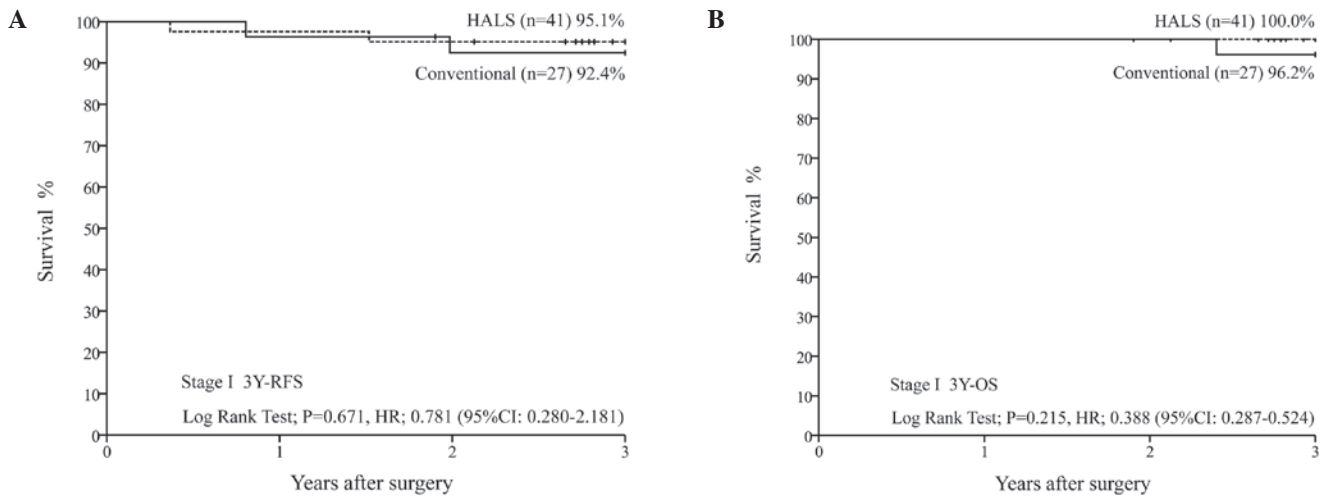 A
HALS (n=41) 95.1%
Conventional (n=27) 92.4%
100
90
80
70
60
50
40
30
20
10
0
Survival %
Stage I 3Y-RFS
Log Rank Test; P=0.671, HR; 0.781 (95%CI: 0.280-2.181)
0 1 2 3
Years after surgery
B
HALS (n=41) 100.0%
Conventional (n=27) 96.2%
100
90
80
70
60
50
40
30
20
10
0
Survival %
Stage I 3Y-OS
Log Rank Test; P=0.215, HR; 0.388 (95%CI: 0.287-0.524)
0 1 2 3
Years after surgery